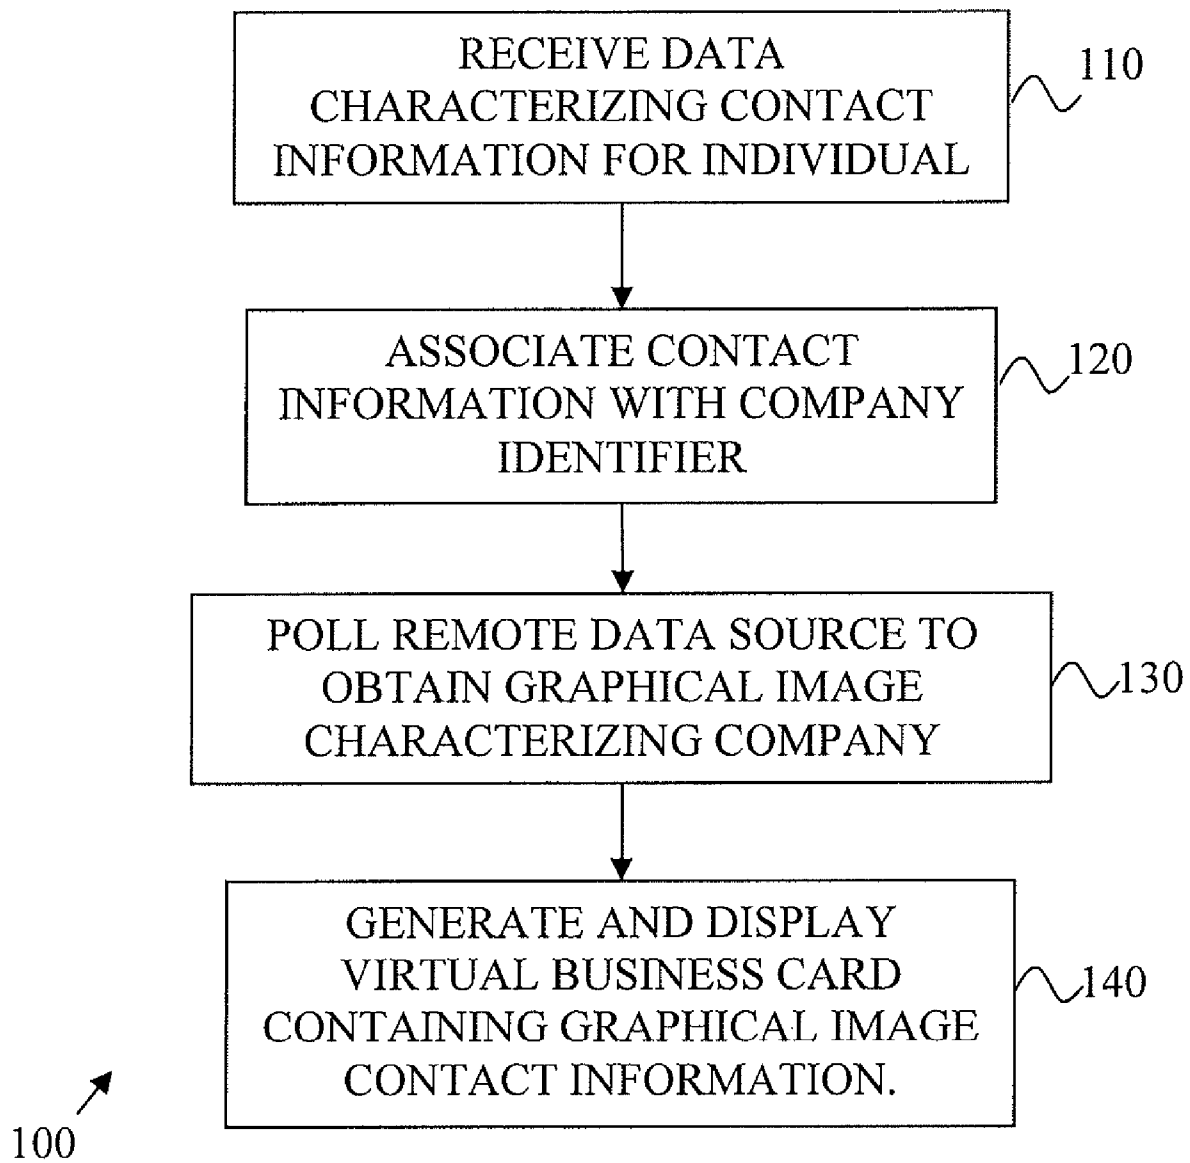 RECEIVE DATA
CHARACTERIZING CONTACT
INFORMATION FOR INDIVIDUAL
110
ASSOCIATE CONTACT
INFORMATION WITH COMPANY
IDENTIFIER
120
POLL REMOTE DATA SOURCE TO
OBTAIN GRAPHICAL IMAGE
CHARACTERIZING COMPANY
130
GENERATE AND DISPLAY
VIRTUAL BUSINESS CARD
CONTAINING GRAPHICAL IMAGE
CONTACT INFORMATION.
140
100